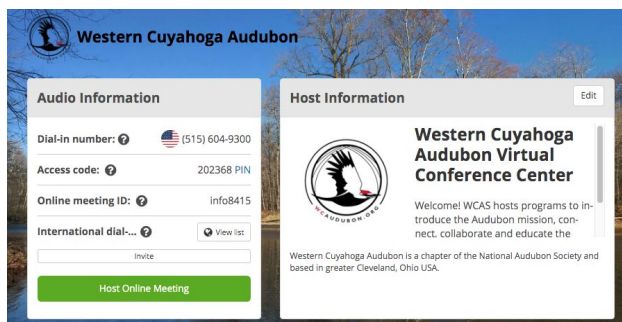 Western Cuyahoga Audubon
Audio Information
Dial-in number: (515) 604-9300
Access code: 202368 PIN
Online meeting ID: info8415
International dial-... View list
Invite
Host Online Meeting
Host Information
Edit
WCAUDUBON.ORG
Western Cuyahoga
Audubon Virtual
Conference Center
Welcome! WCAS hosts programs to in-
troduce the Audubon mission, con-
nect. collaborate and educate the
Western Cuyahoga Audubon is a chapter of the National Audubon Society and
based in greater Cleveland, Ohio USA.